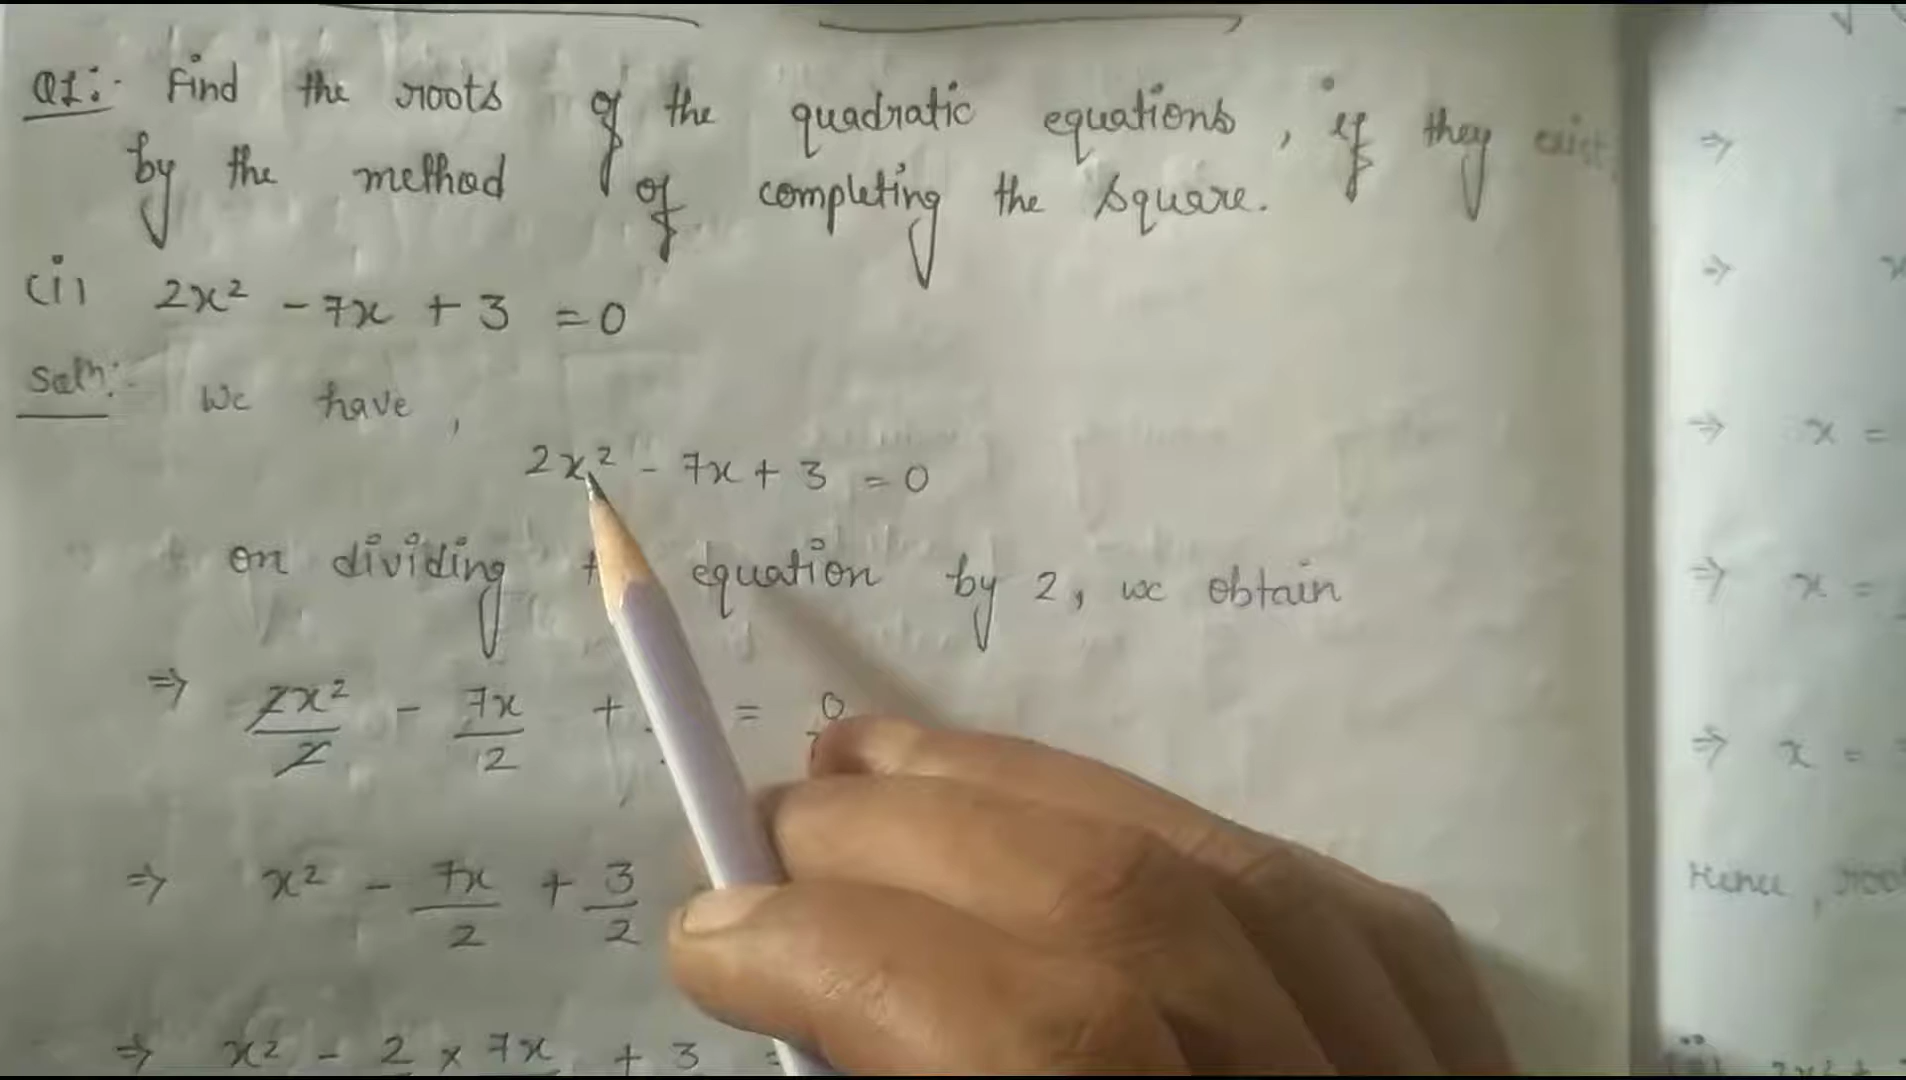 Q1:- Find the roots of the quadratic equations, if they exist,
by the method of completing the square.
(i) 2x² - 7x + 3 = 0
Soln:- We have,
2x² - 7x + 3 = 0
on dividing equation by 2, we obtain
⇒ 2x²/2 - 7x/2 + = 0
⇒ x² - 7x/2 + 3/2
⇒ x² - 2 × 7x + 3 =
⇒
⇒ x
⇒ x =
⇒ x =
⇒ x =
Hence, roo
2x² +